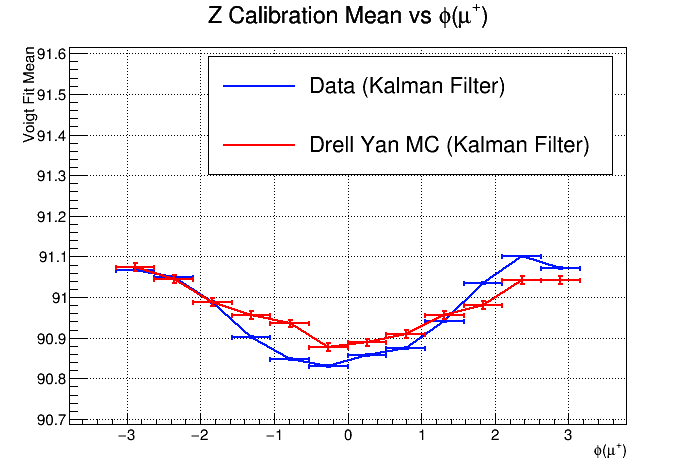 Z Calibration Mean vs ϕ(μ⁺)
Voigt Fit Mean
Data (Kalman Filter)
Drell Yan MC (Kalman Filter)
91.6
91.5
91.4
91.3
91.2
91.1
91
90.9
90.8
90.7
−3 −2 −1 0 1 2 3
ϕ(μ⁺)